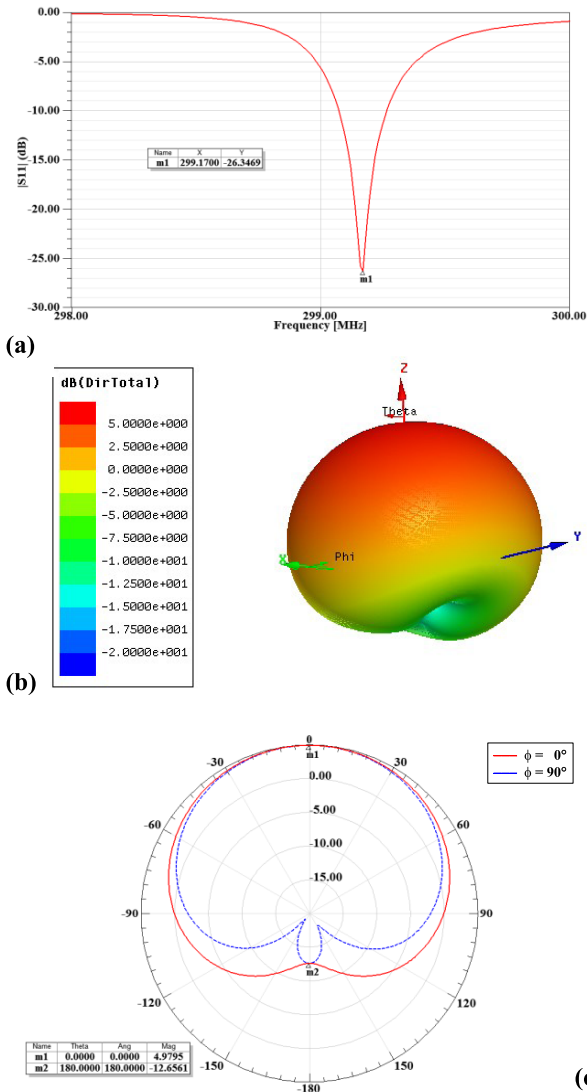 0.00
-5.00
-10.00
-15.00
-20.00
-25.00
-30.00
|S11| (dB)
Name X Y
m1 299.1700 -26.3469
m1
298.00 299.00 300.00
Frequency [MHz]
(a)
dB(DirTotal)
5.0000e+000
2.5000e+000
0.0000e+000
-2.5000e+000
-5.0000e+000
-7.5000e+000
-1.0000e+001
-1.2500e+001
-1.5000e+001
-1.7500e+001
-2.0000e+001
Z
Theta
Y
X
Phi
(b)
0
m1
-30 30
-60 60
-90 90
-120 120
-150 150
-180
0.00
-5.00
-10.00
-15.00
m2
ϕ = 0°
ϕ = 90°
Name Theta Ang Mag
m1 0.0000 0.0000 4.9795
m2 180.0000 180.0000 -12.6561